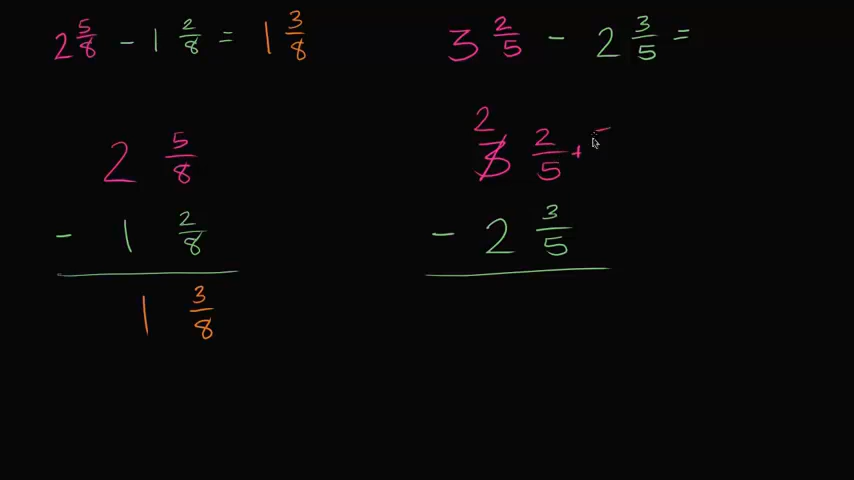 2 5/8 - 1 2/8 = 1 3/8
3 2/5 - 2 3/5 =
2 5/8
- 1 2/8
1 3/8
2
3 2/5 +
- 2 3/5